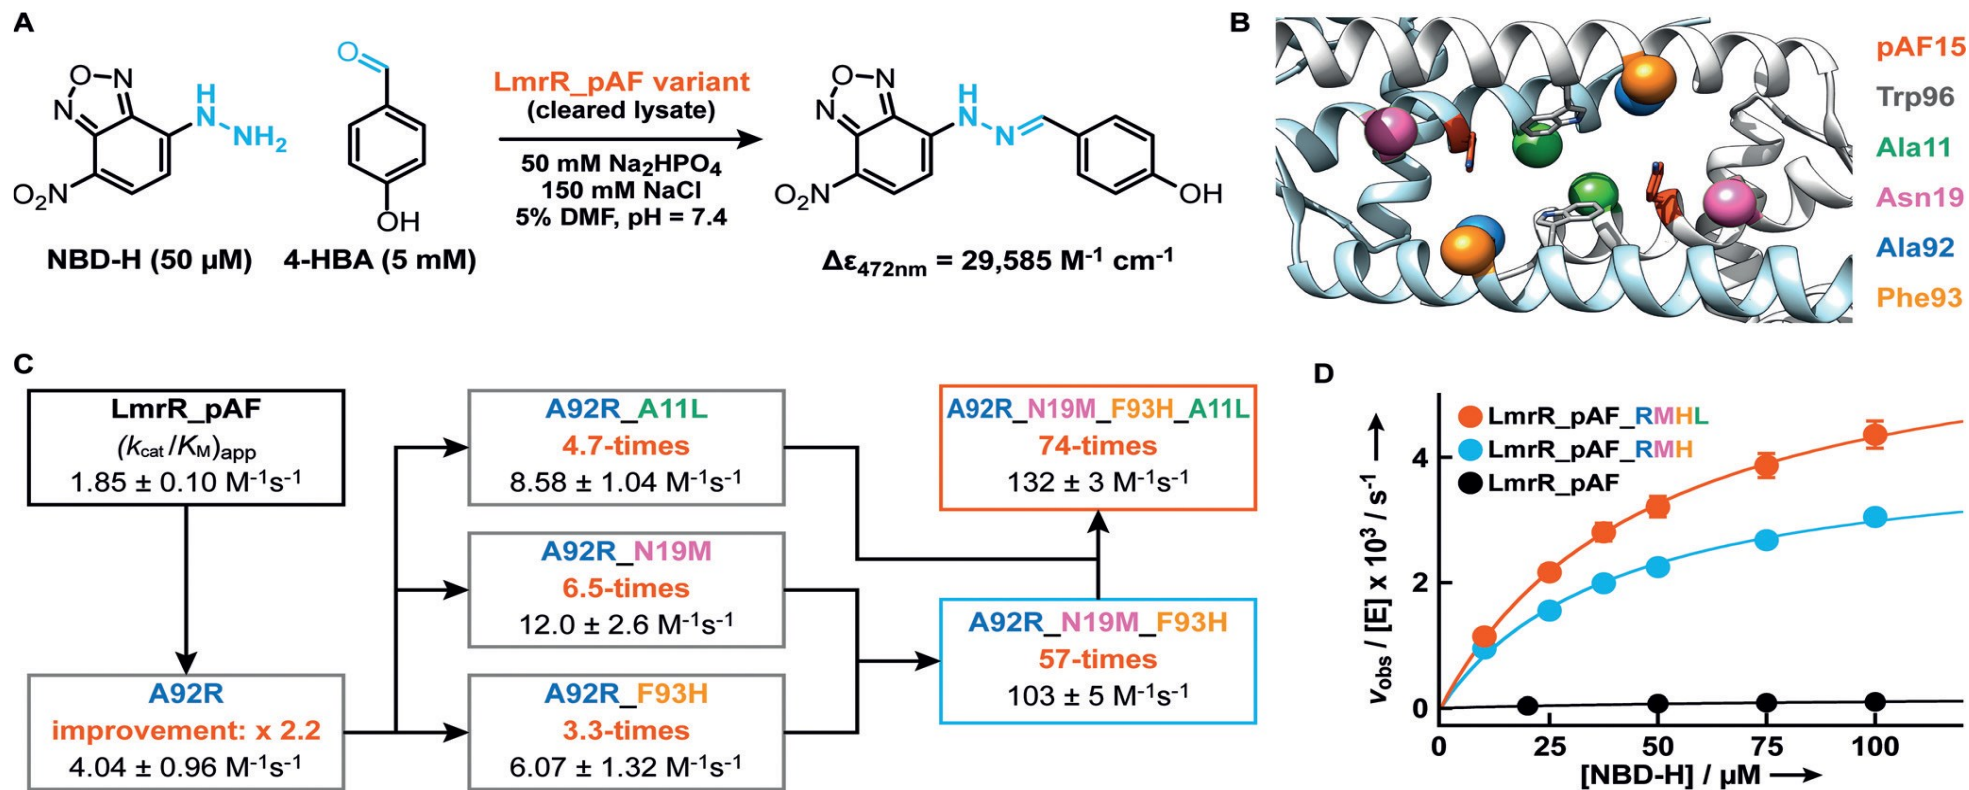 A
O
N
N
H
N
NH₂
O₂N
O
OH
LmrR_pAF variant
(cleared lysate)
50 mM Na₂HPO₄
150 mM NaCl
5% DMF, pH = 7.4
O
N
N
H
N
N
O₂N
OH
NBD-H (50 µM)
4-HBA (5 mM)
Δε₄₇₂ₙₘ = 29,585 M⁻¹ cm⁻¹
B
pAF15
Trp96
Ala11
Asn19
Ala92
Phe93
C
LmrR_pAF
(kcat/KM)app
1.85 ± 0.10 M⁻¹s⁻¹
A92R
improvement: x 2.2
4.04 ± 0.96 M⁻¹s⁻¹
A92R_A11L
4.7-times
8.58 ± 1.04 M⁻¹s⁻¹
A92R_N19M
6.5-times
12.0 ± 2.6 M⁻¹s⁻¹
A92R_F93H
3.3-times
6.07 ± 1.32 M⁻¹s⁻¹
A92R_N19M_F93H_A11L
74-times
132 ± 3 M⁻¹s⁻¹
A92R_N19M_F93H
57-times
103 ± 5 M⁻¹s⁻¹
D
LmrR_pAF_RMHL
LmrR_pAF_RMH
LmrR_pAF
vobs / [E] x 10³ / s⁻¹
4
2
0
0
25
50
75
100
[NBD-H] / µM